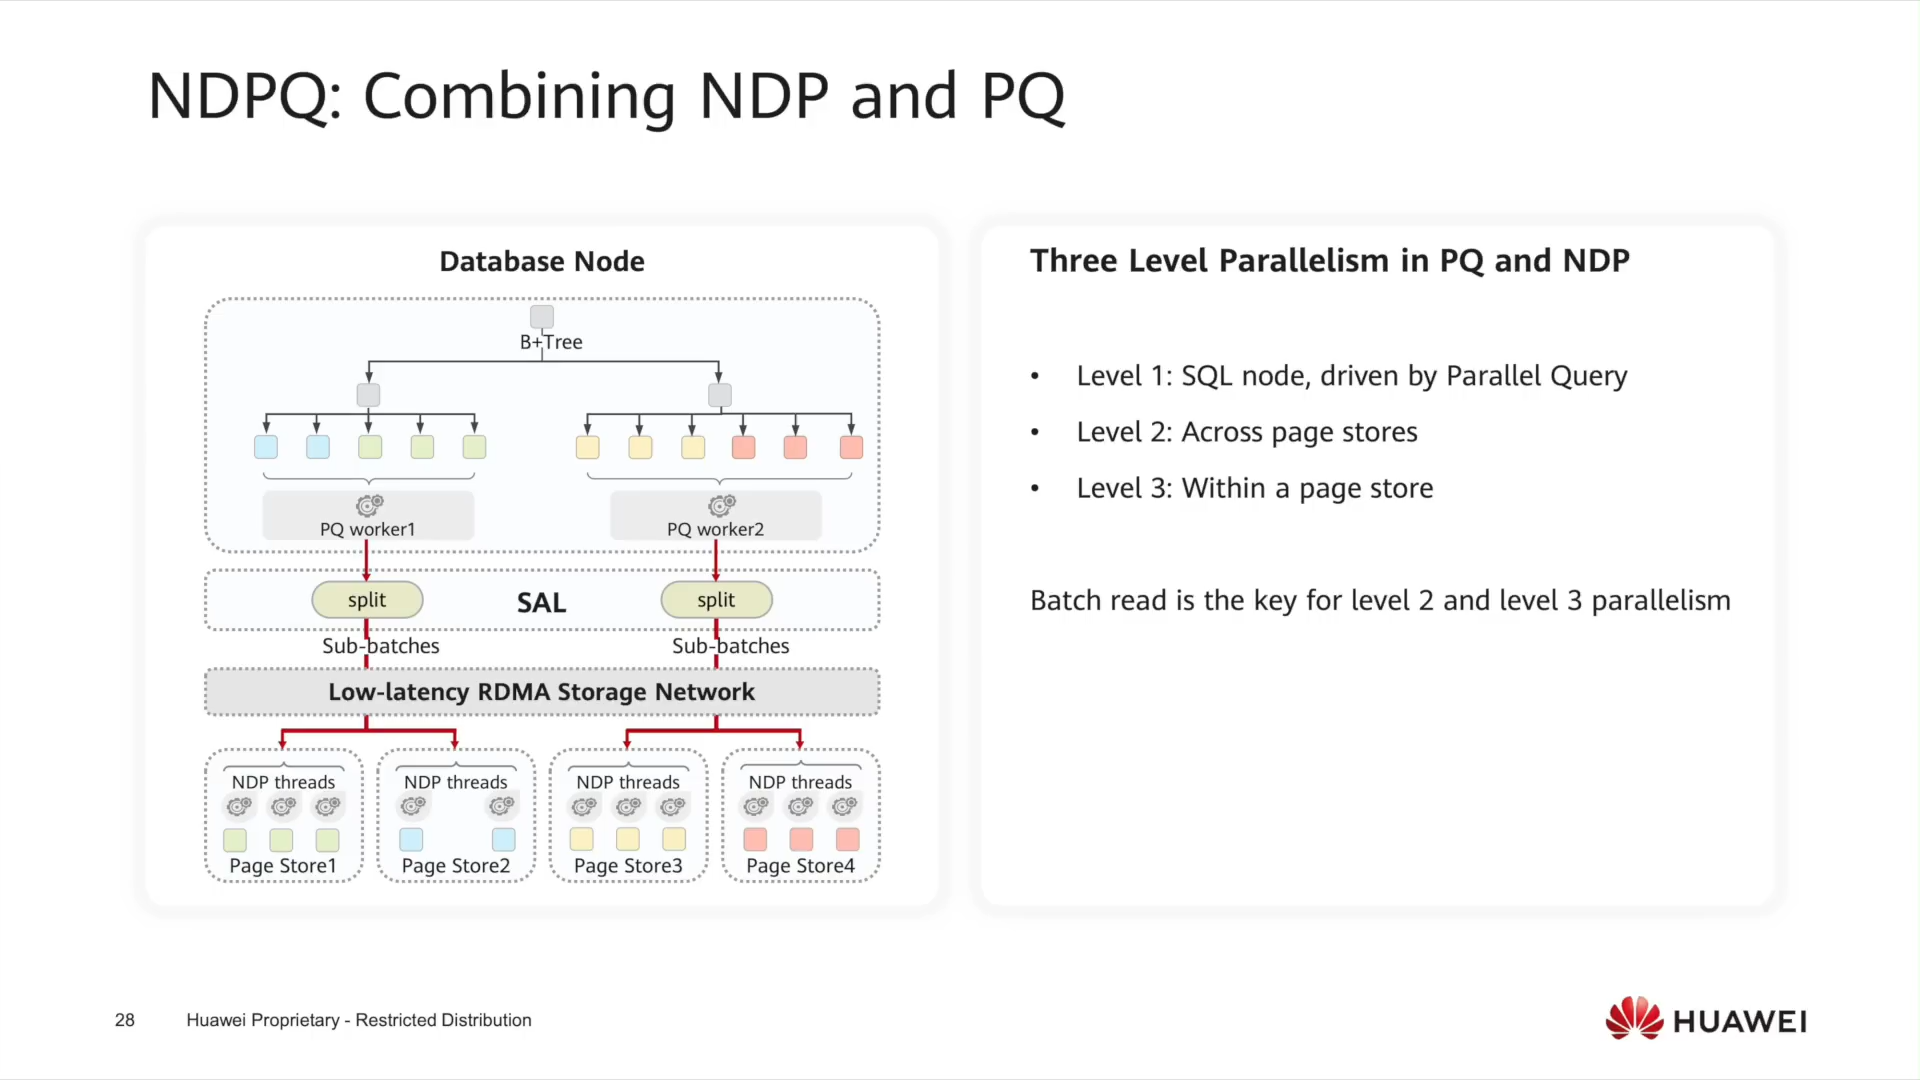 NDPQ: Combining NDP and PQ
Database Node
B+Tree
PQ worker1
PQ worker2
split
SAL
split
Sub-batches
Sub-batches
Low-latency RDMA Storage Network
NDP threads
NDP threads
NDP threads
NDP threads
Page Store1
Page Store2
Page Store3
Page Store4
Three Level Parallelism in PQ and NDP
• Level 1: SQL node, driven by Parallel Query
• Level 2: Across page stores
• Level 3: Within a page store
Batch read is the key for level 2 and level 3 parallelism
28
Huawei Proprietary - Restricted Distribution
HUAWEI